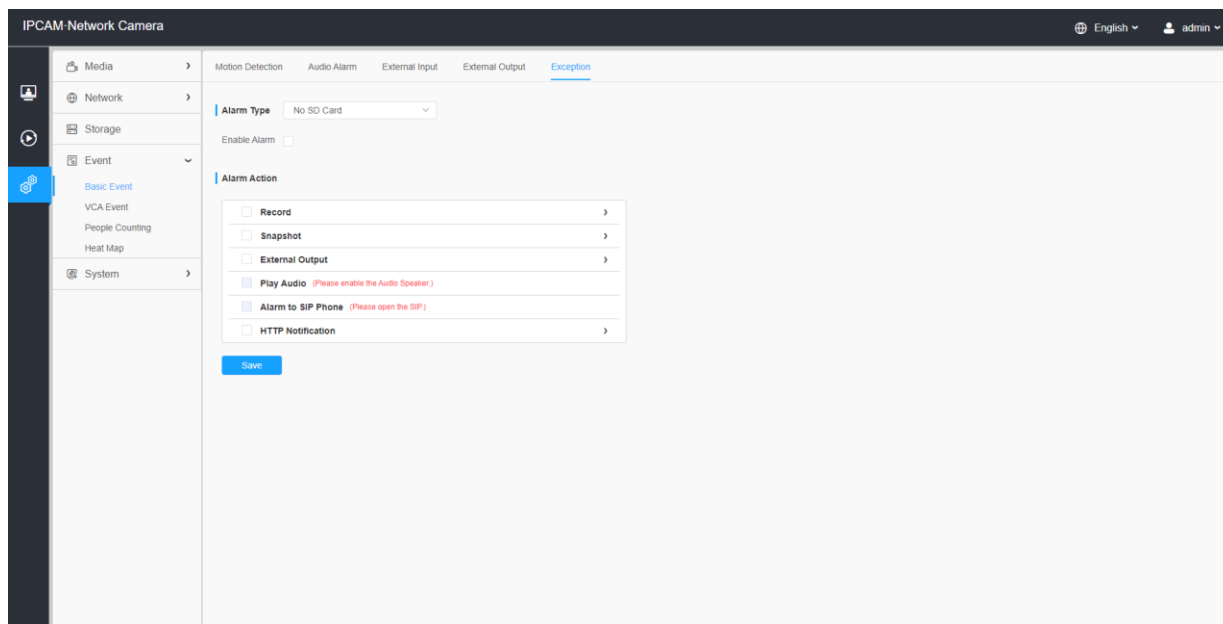 IPCAM·Network Camera
English
admin
Media
Network
Storage
Event
Basic Event
VCA Event
People Counting
Heat Map
System
Motion Detection Audio Alarm External Input External Output Exception
Alarm Type No SD Card
Enable Alarm
Alarm Action
Record
Snapshot
External Output
Play Audio (Please enable the Audio Speaker.)
Alarm to SIP Phone (Please open the SIP.)
HTTP Notification
Save